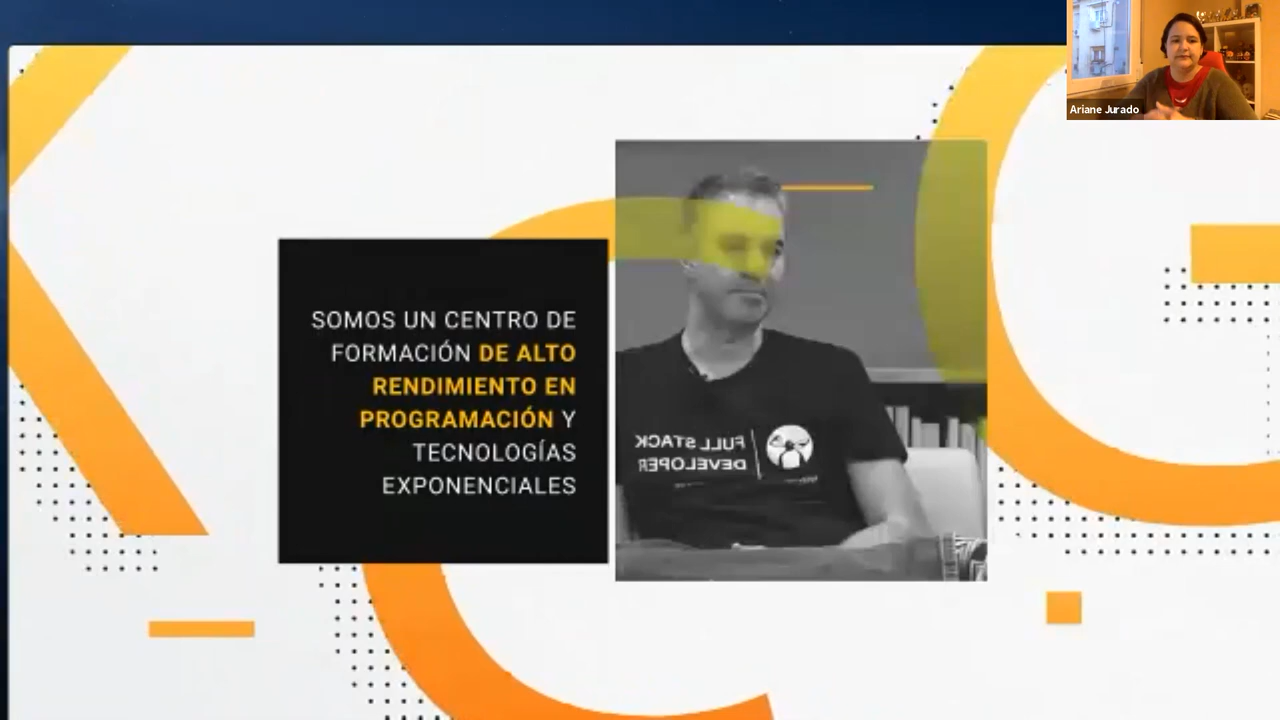 Ariane Jurado
SOMOS UN CENTRO DE
FORMACIÓN DE ALTO
RENDIMIENTO EN
PROGRAMACIÓN Y
TECNOLOGÍAS
EXPONENCIALES
FULL STACK
DEVELOPER